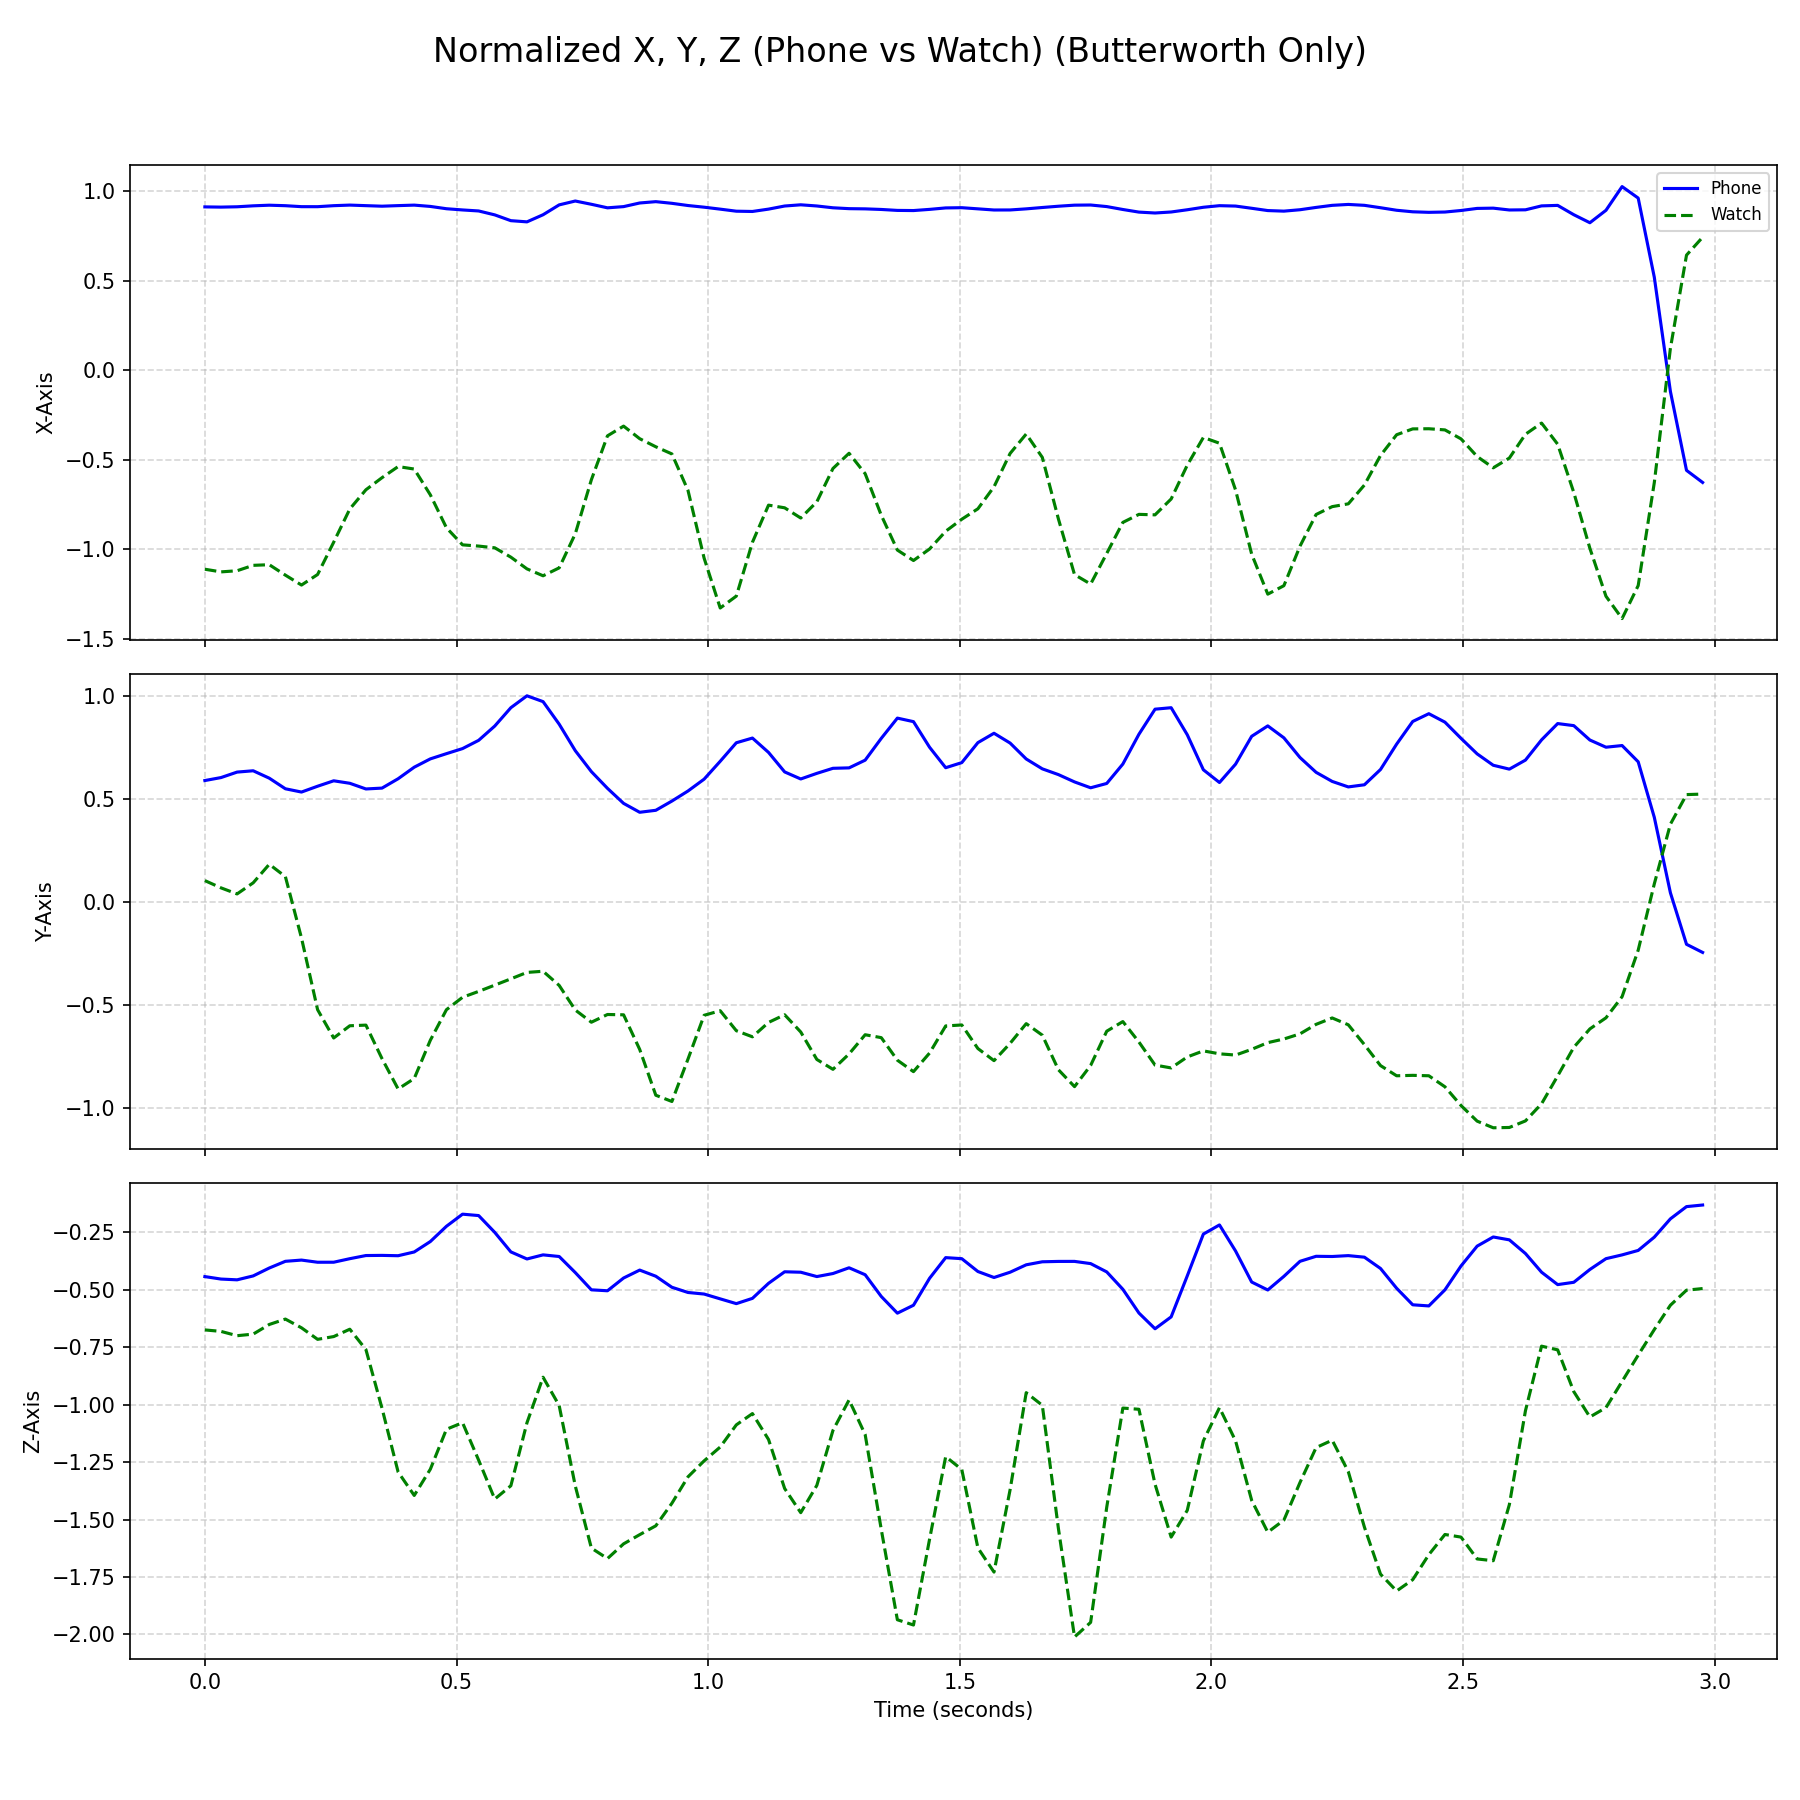 Normalized X, Y, Z (Phone vs Watch) (Butterworth Only)
Phone
Watch
1.0
0.5
0.0
−0.5
−1.0
−1.5
X-Axis
1.0
0.5
0.0
−0.5
−1.0
Y-Axis
−0.25
−0.50
−0.75
−1.00
−1.25
−1.50
−1.75
−2.00
Z-Axis
0.0 0.5 1.0 1.5 2.0 2.5 3.0
Time (seconds)